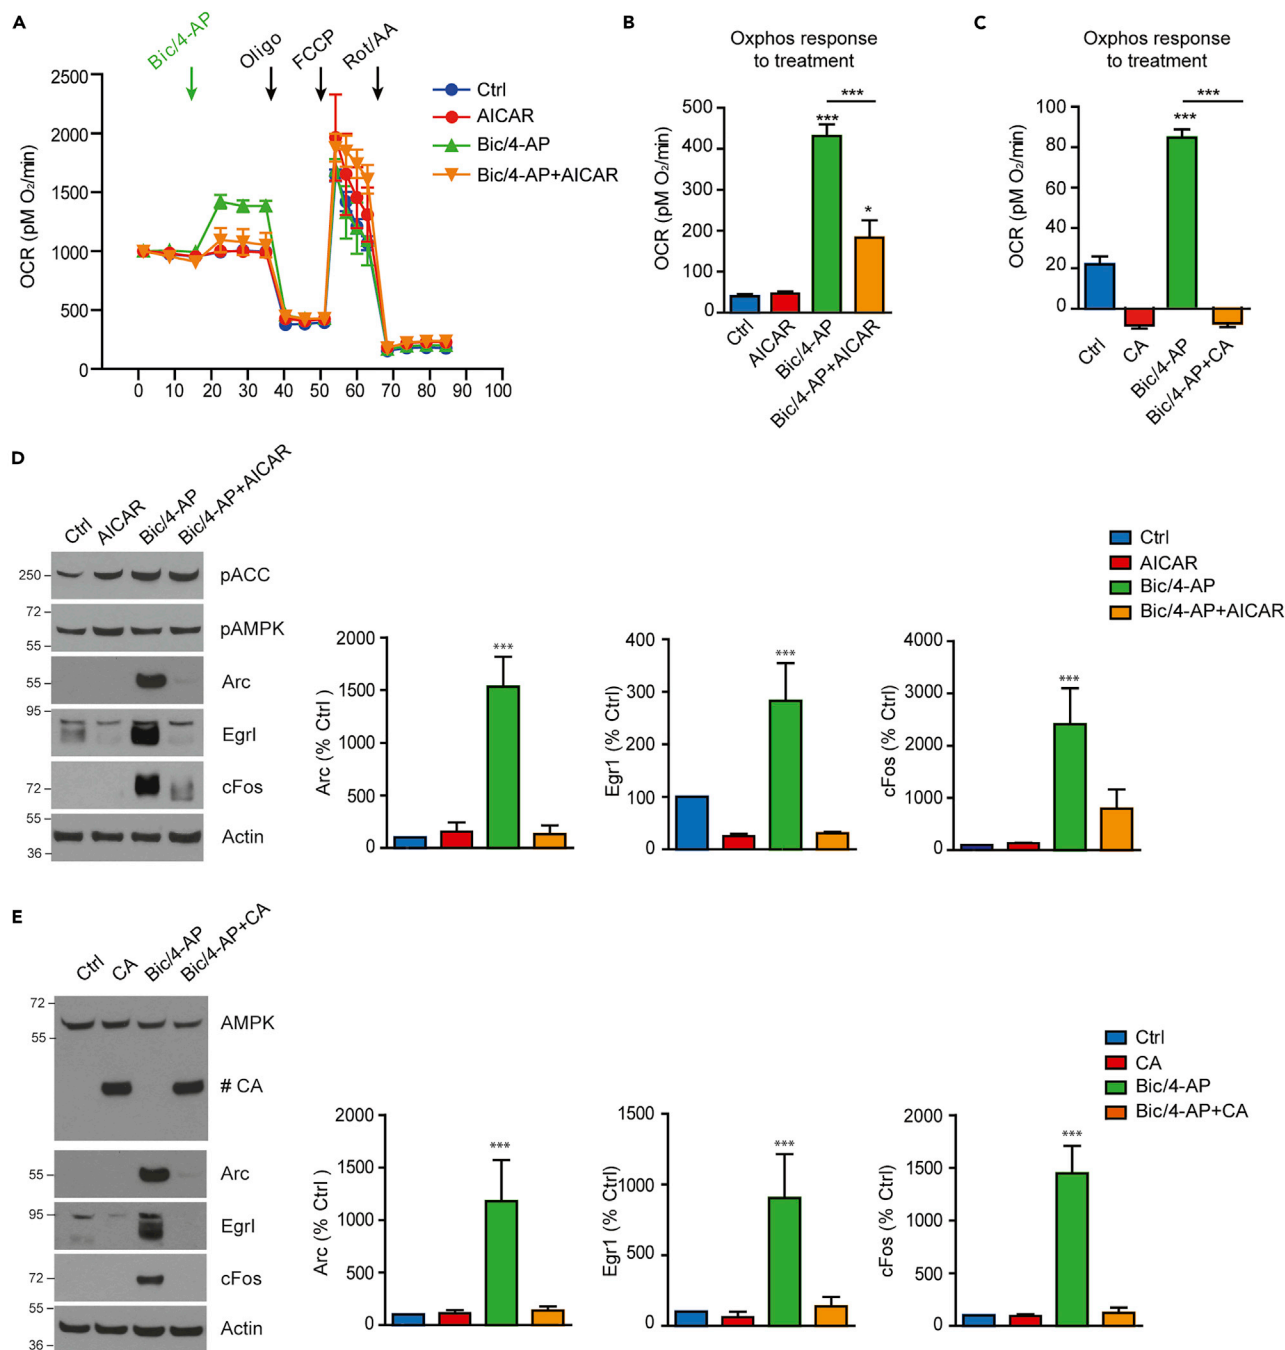 A
Bic/4-AP
Oligo
FCCP
Rot/AA
OCR (pM O₂/min)
2500
2000
1500
1000
500
0
0 10 20 30 40 50 60 70 80 90 100
Ctrl
AICAR
Bic/4-AP
Bic/4-AP+AICAR
B
Oxphos response
to treatment
OCR (pM O₂/min)
500
400
400
200
100
0
***
***
*
Ctrl
AICAR
Bic/4-AP
Bic/4-AP+AICAR
C
Oxphos response
to treatment
OCR (pM O₂/min)
100
80
60
40
20
0
***
***
Ctrl
CA
Bic/4-AP
Bic/4-AP+CA
D
Ctrl
AICAR
Bic/4-AP
Bic/4-AP+AICAR
250
pACC
72
pAMPK
55
55
Arc
95
EgrI
72
cFos
55
Actin
36
Arc (% Ctrl)
2000
1500
1000
500
0
***
Egr1 (% Ctrl)
400
300
200
100
0
***
cFos (% Ctrl)
4000
3000
2000
1000
0
***
Ctrl
AICAR
Bic/4-AP
Bic/4-AP+AICAR
E
Ctrl
CA
Bic/4-AP
Bic/4-AP+CA
72
AMPK
55
# CA
55
Arc
95
EgrI
72
cFos
55
Actin
36
Arc (% Ctrl )
2000
1500
1000
500
0
***
Egr1 (% Ctrl)
1500
1000
500
0
***
cFos (% Ctrl)
2000
1500
1000
500
0
***
Ctrl
CA
Bic/4-AP
Bic/4-AP+CA